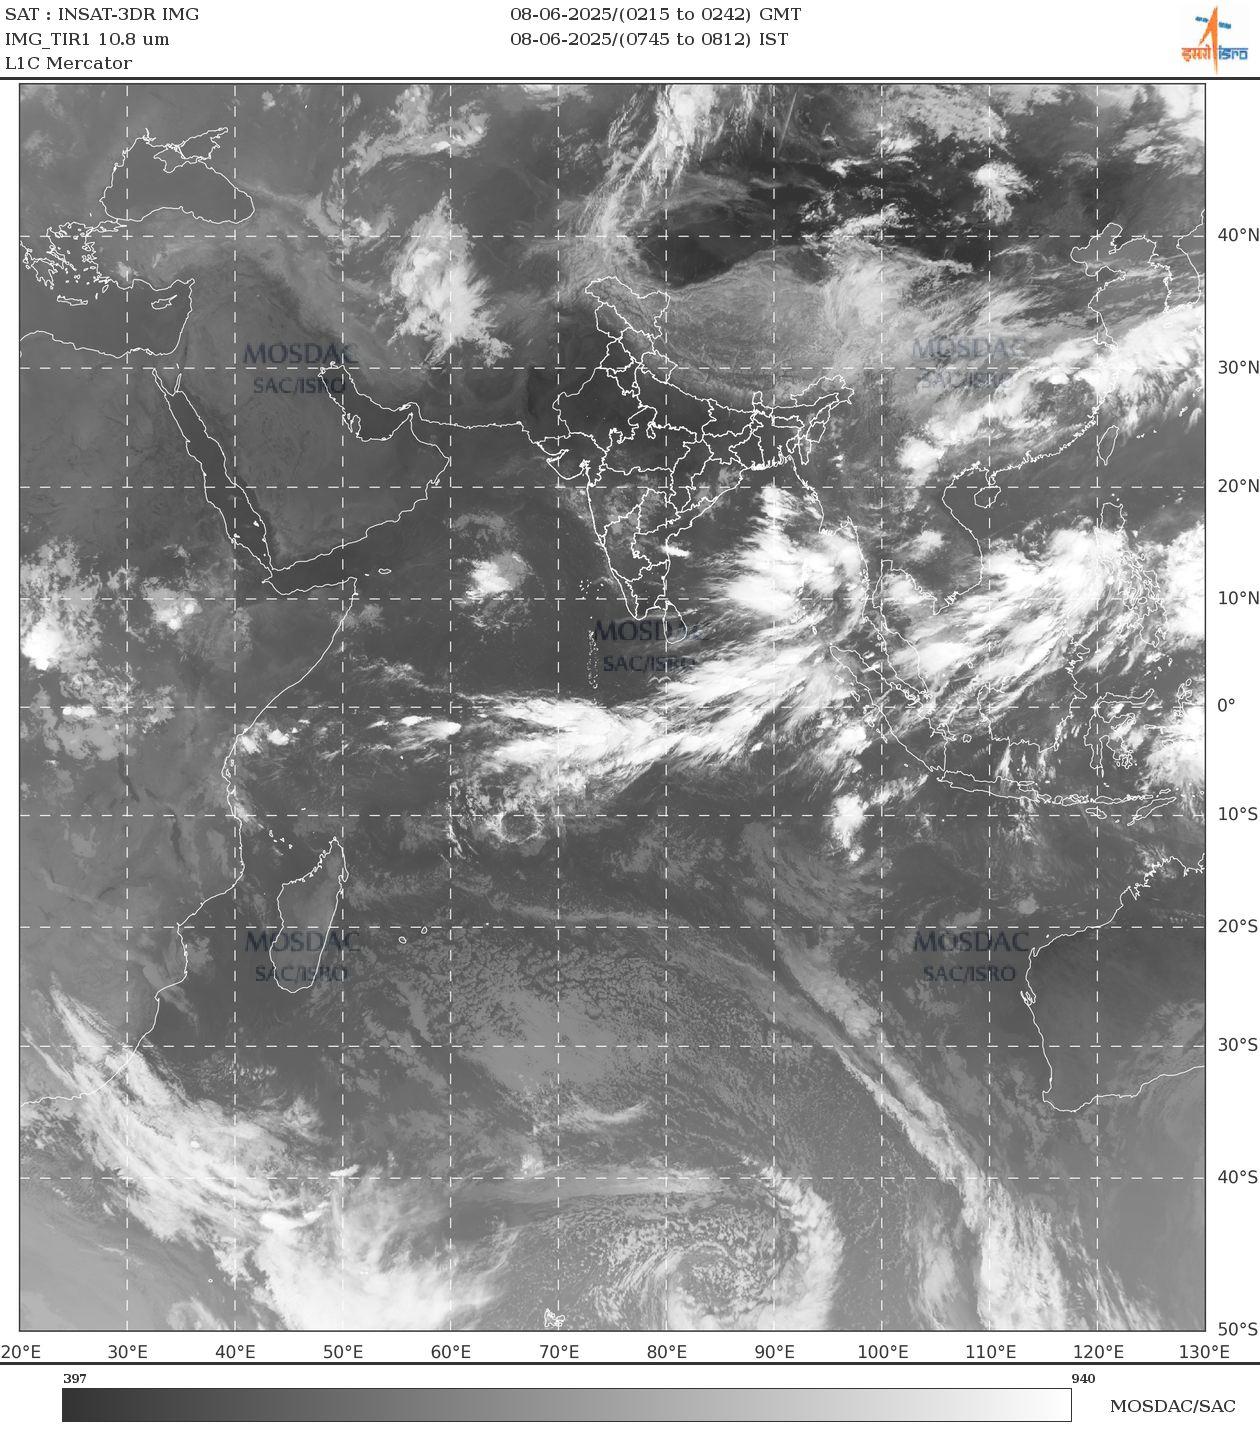 SAT : INSAT-3DR IMG
IMG_TIR1 10.8 um
L1C Mercator
08-06-2025/(0215 to 0242) GMT
08-06-2025/(0745 to 0812) IST
इसरो isro
40°N
MOSDAC
SAC/ISRO
MOSDAC
SAC/ISRO
30°N
20°N
10°N
MOSDAC
SAC/ISRO
0°
10°S
20°S
MOSDAC
SAC/ISRO
MOSDAC
SAC/ISRO
30°S
40°S
50°S
20°E 30°E 40°E 50°E 60°E 70°E 80°E 90°E 100°E 110°E 120°E 130°E
397 940
MOSDAC/SAC